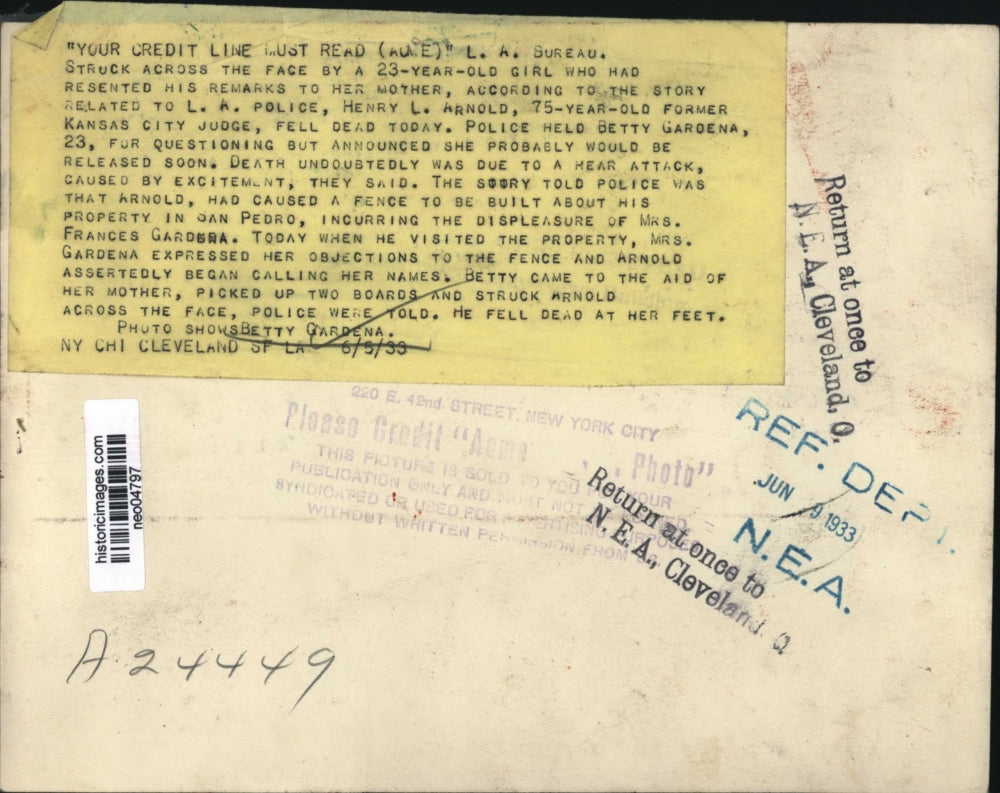 "YOUR CREDIT LINE MUST READ (ACME)" L. A. BUREAU.
STRUCK ACROSS THE FACE BY A 23-YEAR-OLD GIRL WHO HAD
RESENTED HIS REMARKS TO HER MOTHER, ACCORDING TO THE STORY
RELATED TO L. A. POLICE, HENRY L. ARNOLD, 75-YEAR-OLD FORMER
KANSAS CITY JUDGE, FELL DEAD TODAY. POLICE HELD BETTY GARDENA,
23, FOR QUESTIONING BUT ANNOUNCED SHE PROBABLY WOULD BE
RELEASED SOON. DEATH UNDOUBTEDLY WAS DUE TO A HEAR ATTACK,
CAUSED BY EXCITEMENT, THEY SAID. THE STORY TOLD POLICE WAS
THAT ARNOLD, HAD CAUSED A FENCE TO BE BUILT ABOUT HIS
PROPERTY IN SAN PEDRO, INCURRING THE DISPLEASURE OF MRS.
FRANCES GARDENA. TODAY WHEN HE VISITED THE PROPERTY, MRS.
GARDENA EXPRESSED HER OBJECTIONS TO THE FENCE AND ARNOLD
ASSERTEDLY BEGAN CALLING HER NAMES. BETTY CAME TO THE AID OF
HER MOTHER, PICKED UP TWO BOARDS AND STRUCK ARNOLD
ACROSS THE FACE, POLICE WERE TOLD. HE FELL DEAD AT HER FEET.
PHOTO SHOWS BETTY GARDENA.
NY CHI CLEVELAND SF LA 6/5/33
Return at once to
N. E. A., Cleveland, O.
220 E. 42nd STREET, NEW YORK CITY
Please Credit "Acme Photo"
THIS PICTURE IS SOLD TO YOU FOR YOUR
PUBLICATION ONLY AND MUST NOT BE
SYNDICATED OR USED FOR ADVERTISING PURPOSES
WITHOUT WRITTEN PERMISSION FROM US
Return at once to
N. E. A., Cleveland, O.
REF. DEPT.
JUN 9 1933
N.E.A.
historicimages.com
neo04797
A 24449